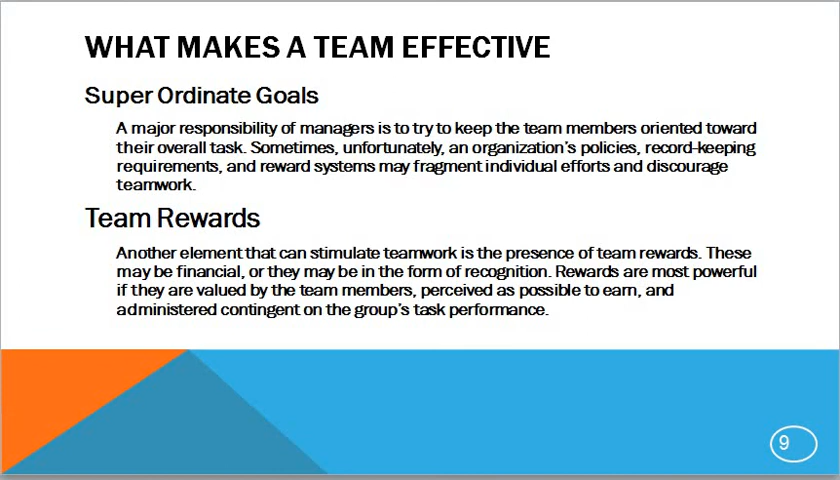 WHAT MAKES A TEAM EFFECTIVE
Super Ordinate Goals
A major responsibility of managers is to try to keep the team members oriented toward
their overall task. Sometimes, unfortunately, an organization's policies, record-keeping
requirements, and reward systems may fragment individual efforts and discourage
teamwork.
Team Rewards
Another element that can stimulate teamwork is the presence of team rewards. These
may be financial, or they may be in the form of recognition. Rewards are most powerful
if they are valued by the team members, perceived as possible to earn, and
administered contingent on the group's task performance.
9